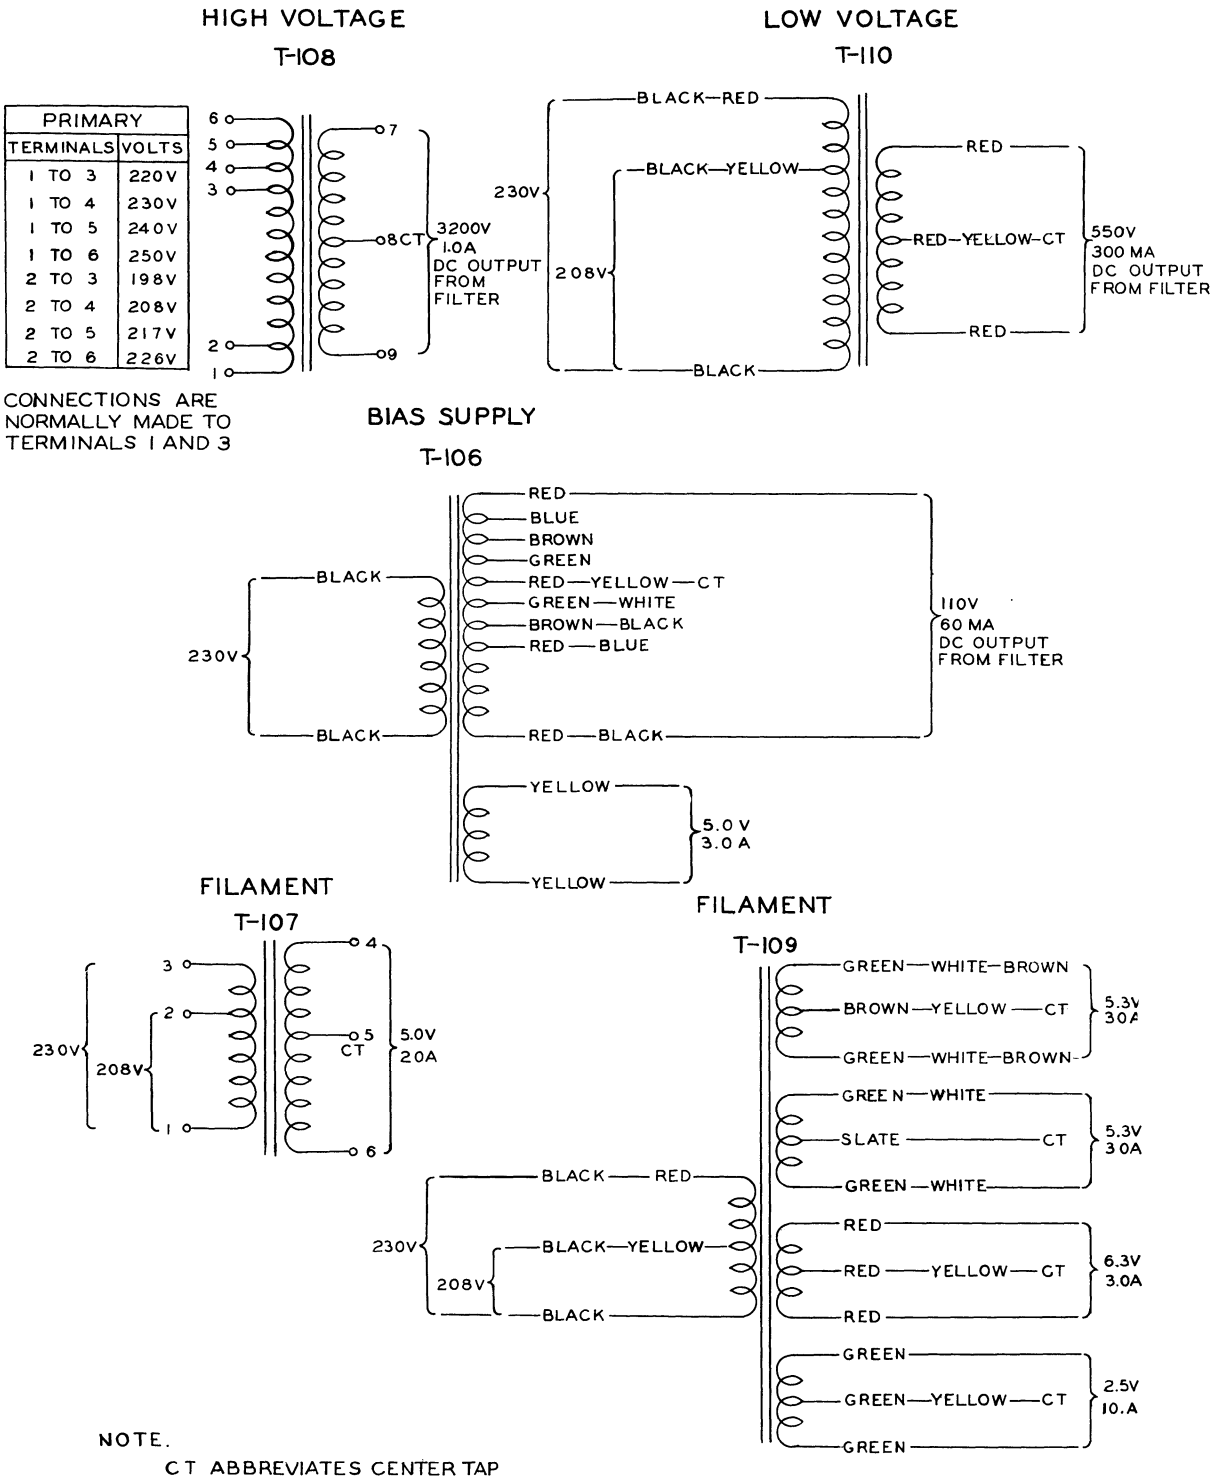 HIGH VOLTAGE
T-108
PRIMARY
TERMINALS VOLTS
1 TO 3 220V
1 TO 4 230V
1 TO 5 240V
1 TO 6 250V
2 TO 3 198V
2 TO 4 208V
2 TO 5 217V
2 TO 6 226V
CONNECTIONS ARE
NORMALLY MADE TO
TERMINALS 1 AND 3
6
5
4
3
2
1
7
8CT
9
3200V
1.0A
DC OUTPUT
FROM
FILTER
LOW VOLTAGE
T-110
BLACK-RED
BLACK-YELLOW
230V
208V
BLACK
RED
RED-YELLOW-CT
RED
550V
300 MA
DC OUTPUT
FROM FILTER
BIAS SUPPLY
T-106
BLACK
230V
BLACK
RED
BLUE
BROWN
GREEN
RED-YELLOW-CT
GREEN-WHITE
BROWN-BLACK
RED-BLUE
RED-BLACK
110V
60 MA
DC OUTPUT
FROM FILTER
YELLOW
YELLOW
5.0V
3.0A
FILAMENT
T-107
3
2
1
230V
208V
4
5
CT
6
5.0V
20A
FILAMENT
T-109
BLACK-RED
BLACK-YELLOW
BLACK
230V
208V
GREEN-WHITE-BROWN
BROWN-YELLOW-CT
GREEN-WHITE-BROWN-
5.3V
30A
GREEN-WHITE
SLATE-CT
GREEN-WHITE
5.3V
30A
RED
RED-YELLOW-CT
RED
6.3V
3.0A
GREEN
GREEN-YELLOW-CT
GREEN
2.5V
10.A
NOTE.
CT ABBREVIATES CENTER TAP